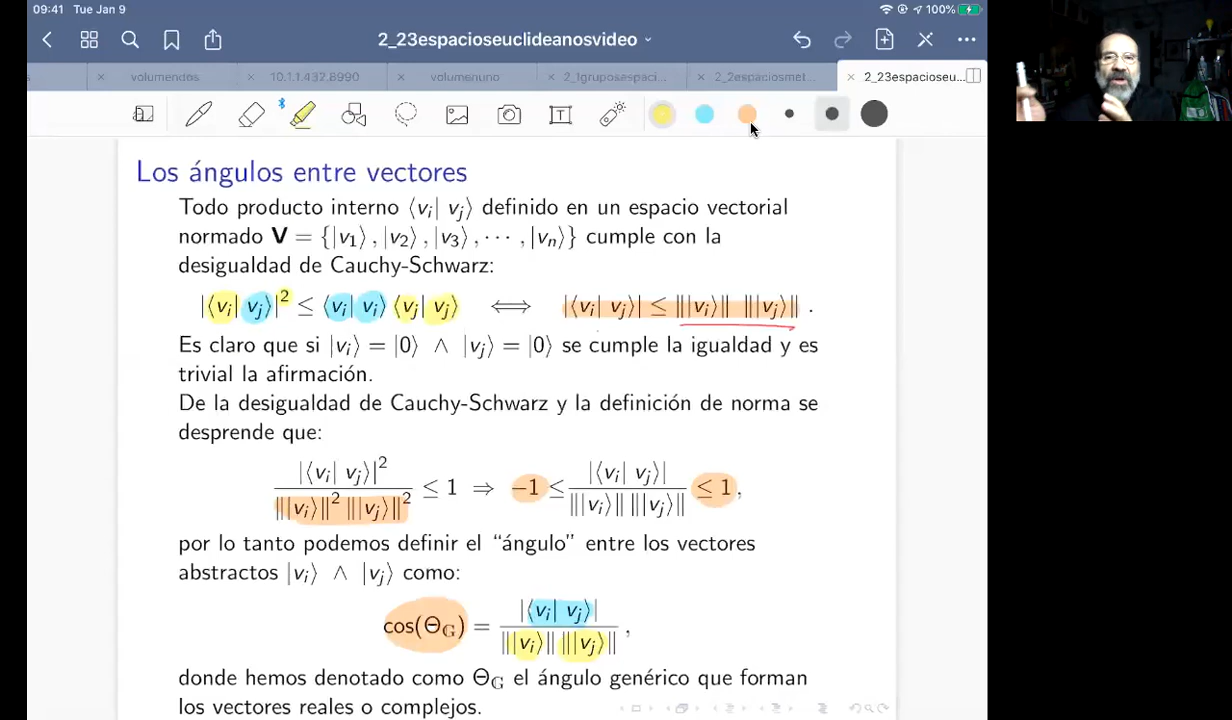 09:41 Tue Jan 9
100%
2_23espacioseuclideanosvideo
volumendos
10.1.1.437.8990
volumenuno
2_1gruposespaci...
2_2espaciosmet...
2_23espacioseu...
Los ángulos entre vectores
Todo producto interno ⟨v_i| v_j⟩ definido en un espacio vectorial
normado V = {|v_1⟩, |v_2⟩, |v_3⟩, ⋯, |v_n⟩} cumple con la
desigualdad de Cauchy-Schwarz:
|⟨v_i| v_j⟩|² ≤ ⟨v_i| v_i⟩ ⟨v_j| v_j⟩ ⟺ |⟨v_i| v_j⟩| ≤ ‖|v_i⟩‖ ‖|v_j⟩‖ .
Es claro que si |v_i⟩ = |0⟩ ∧ |v_j⟩ = |0⟩ se cumple la igualdad y es
trivial la afirmación.
De la desigualdad de Cauchy-Schwarz y la definición de norma se
desprende que:
|⟨v_i| v_j⟩|² / ‖|v_i⟩‖² ‖|v_j⟩‖² ≤ 1 ⇒ −1 ≤ |⟨v_i| v_j⟩| / ‖|v_i⟩‖ ‖|v_j⟩‖ ≤ 1 ,
por lo tanto podemos definir el “ángulo” entre los vectores
abstractos |v_i⟩ ∧ |v_j⟩ como:
cos(Θ_𝔾) = |⟨v_i| v_j⟩| / ‖|v_i⟩‖ ‖|v_j⟩‖ ,
donde hemos denotado como Θ_𝔾 el ángulo genérico que forman
los vectores reales o complejos.